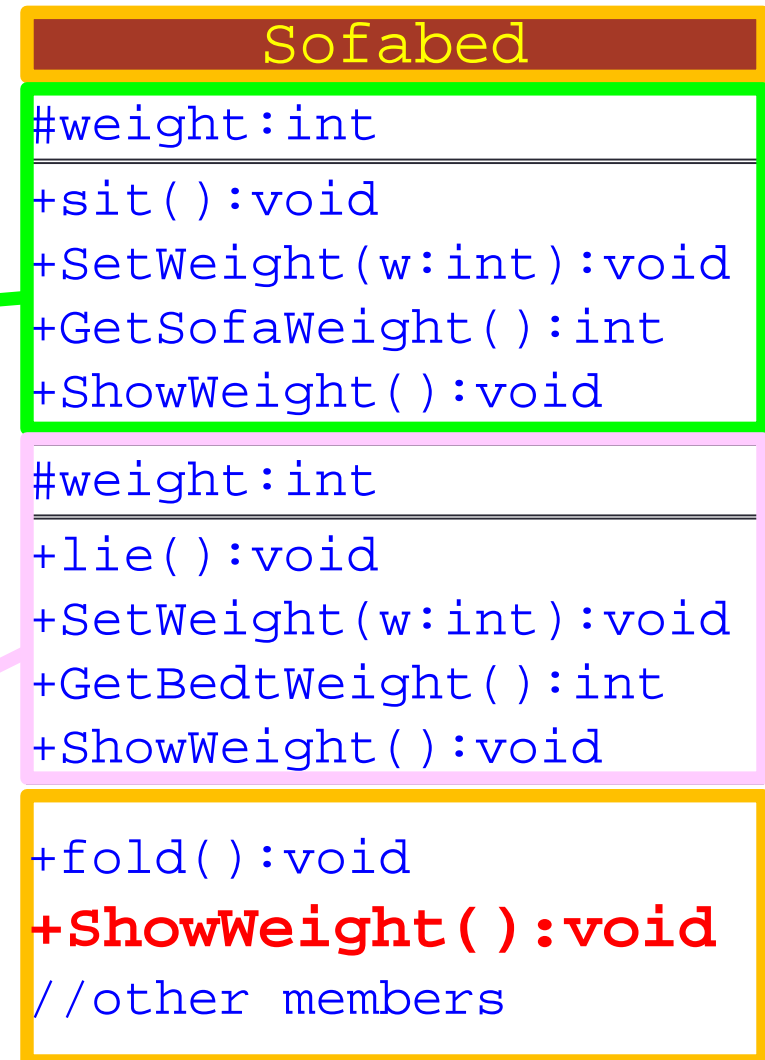 Sofabed
#weight:int
+sit():void
+SetWeight(w:int):void
+GetSofaWeight():int
+ShowWeight():void
#weight:int
+lie():void
+SetWeight(w:int):void
+GetBedtWeight():int
+ShowWeight():void
+fold():void
+ShowWeight():void
//other members